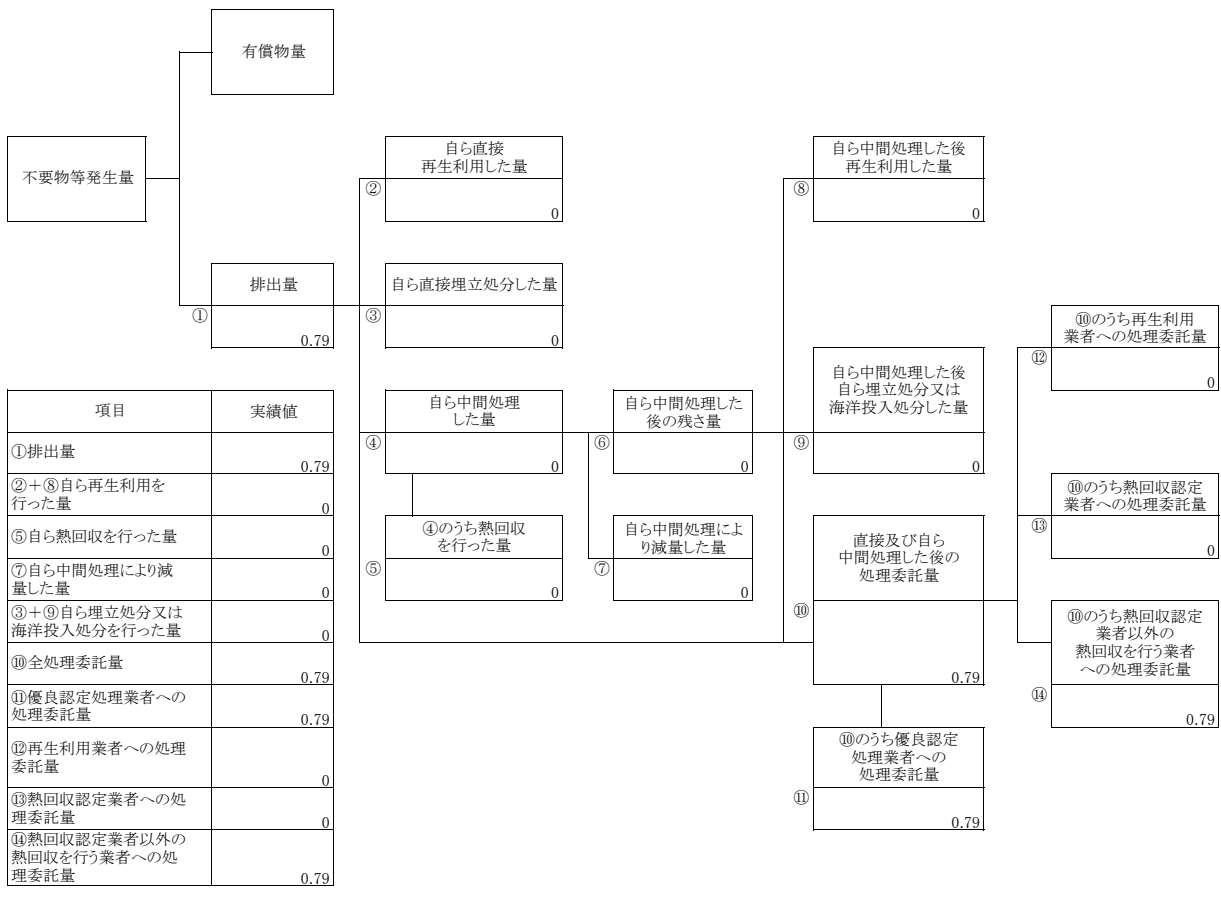 有償物量
不要物等発生量
自ら直接
再生利用した量
②
0
自ら中間処理した後
再生利用した量
⑧
0
排出量
①
0.79
自ら直接埋立処分した量
③
0
⑩のうち再生利用
業者への処理委託量
⑫
0
自ら中間処理
した量
④
0
自ら中間処理した
後の残さ量
⑥
0
自ら中間処理した後
自ら埋立処分又は
海洋投入処分した量
⑨
0
⑩のうち熱回収認定
業者への処理委託量
⑬
0
④のうち熱回収
を行った量
⑤
0
自ら中間処理によ
り減量した量
⑦
0
直接及び自ら
中間処理した後の
処理委託量
⑩
0.79
⑩のうち熱回収認定
業者以外の
熱回収を行う業者
への処理委託量
⑭
0.79
⑩のうち優良認定
処理業者への
処理委託量
⑪
0.79
項目 実績値
①排出量
0.79
②＋⑧自ら再生利用を
行った量
0
⑤自ら熱回収を行った量
0
⑦自ら中間処理により減
量した量
0
③＋⑨自ら埋立処分又は
海洋投入処分を行った量
0
⑩全処理委託量
0.79
⑪優良認定処理業者への
処理委託量
0.79
⑫再生利用業者への処理
委託量
0
⑬熱回収認定業者への処
理委託量
0
⑭熱回収認定業者以外の
熱回収を行う業者への処
理委託量
0.79